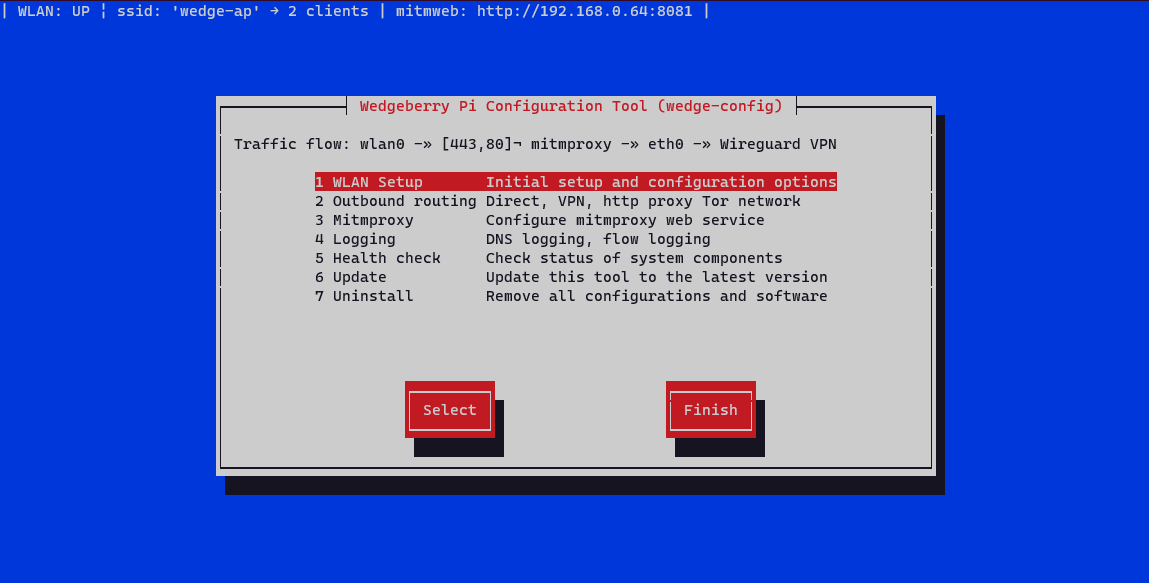 | WLAN: UP ¦ ssid: 'wedge-ap' → 2 clients | mitmweb: http://192.168.0.64:8081 |
Wedgeberry Pi Configuration Tool (wedge-config)
Traffic flow: wlan0 —» [443,80]¬ mitmproxy —» eth0 —» Wireguard VPN
1 WLAN Setup Initial setup and configuration options
2 Outbound routing Direct, VPN, http proxy Tor network
3 Mitmproxy Configure mitmproxy web service
4 Logging DNS logging, flow logging
5 Health check Check status of system components
6 Update Update this tool to the latest version
7 Uninstall Remove all configurations and software
Select Finish